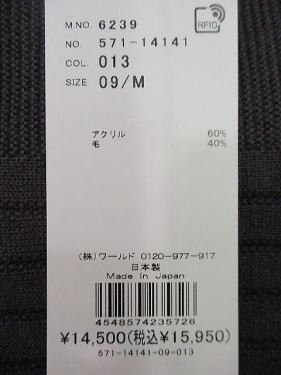 M.NO. 6239
RFID
NO. 571-14141
COL. 013
SIZE 09/M
アクリル 60%
毛 40%
(株)ワールド 0120-977-917
日本製
Made in Japan
4548574235726
¥14,500(税込¥15,950)
571-14141-09-013